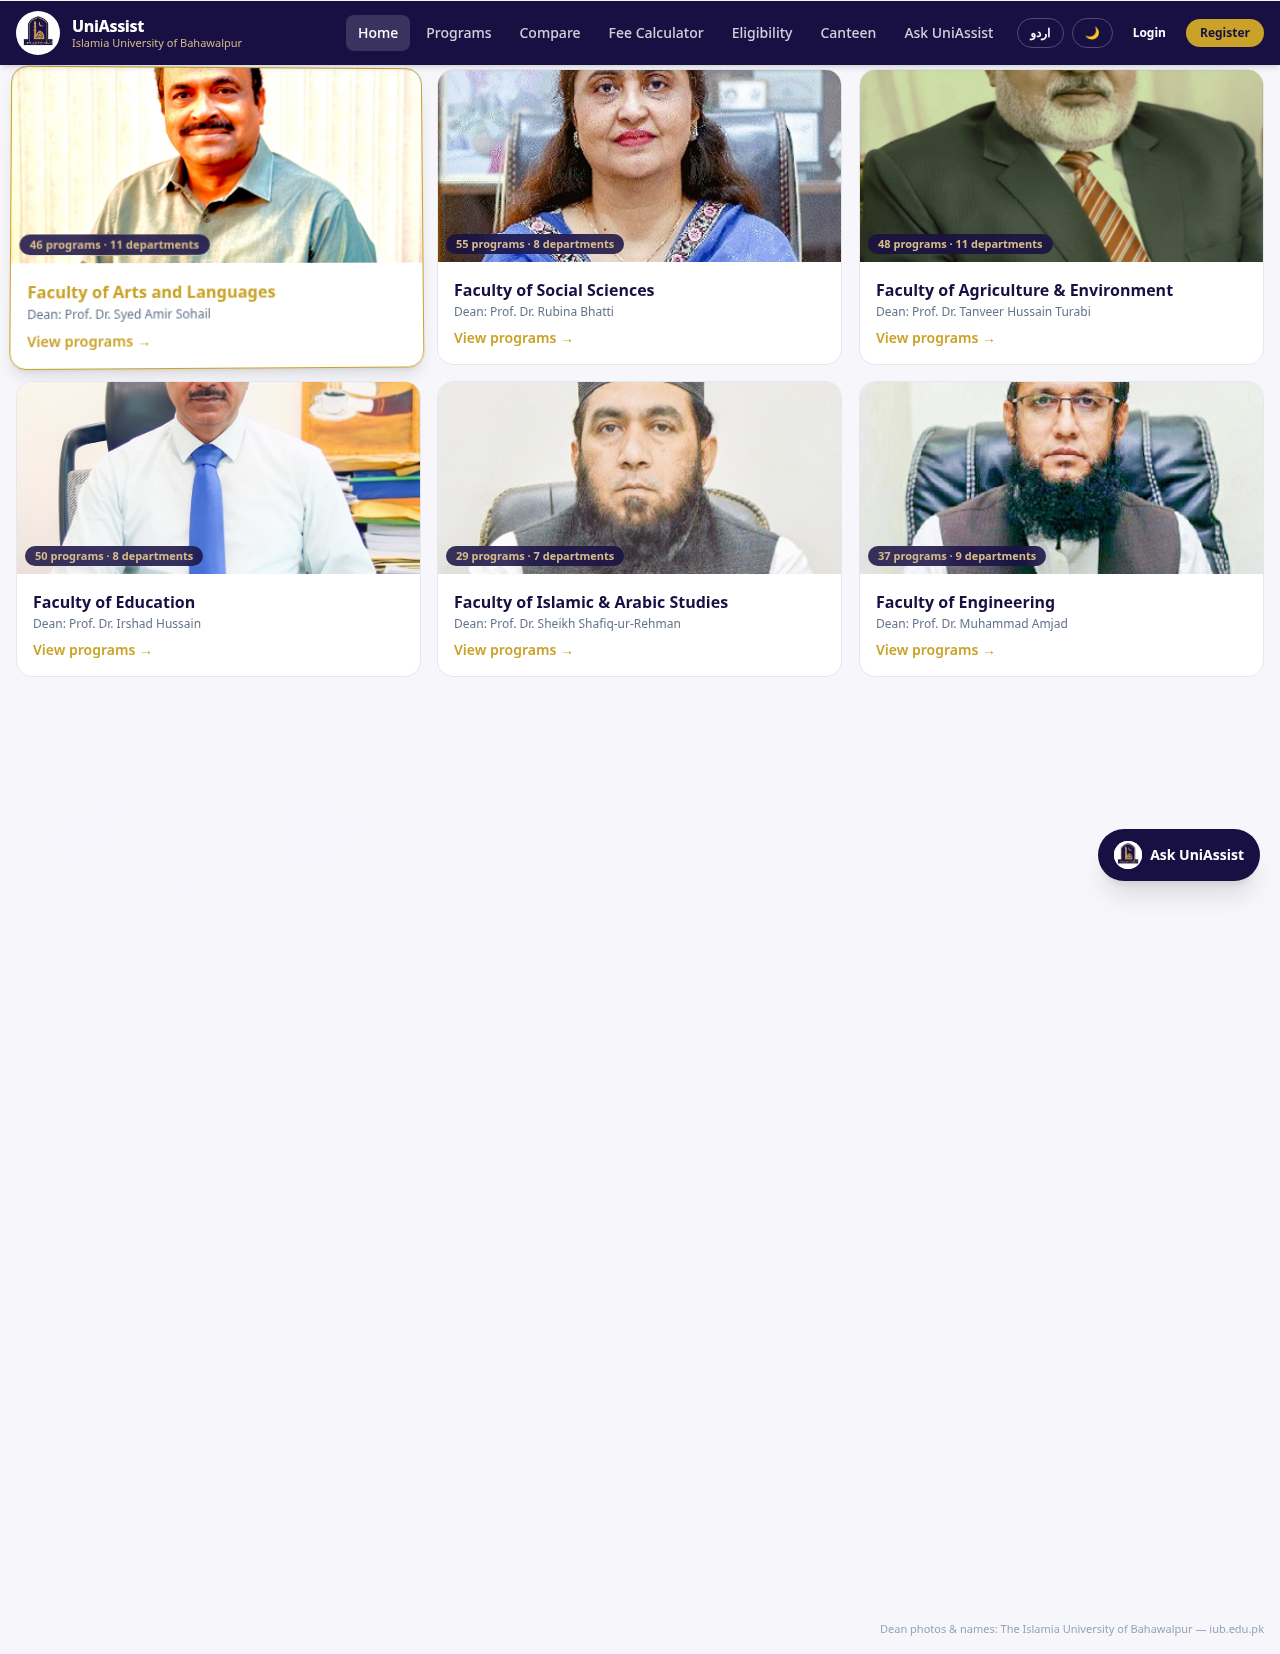 UniAssist
Islamia University of Bahawalpur
Home
Programs
Compare
Fee Calculator
Eligibility
Canteen
Ask UniAssist
اردو
Login
Register
46 programs · 11 departments
Faculty of Arts and Languages
Dean: Prof. Dr. Syed Amir Sohail
View programs →
55 programs · 8 departments
Faculty of Social Sciences
Dean: Prof. Dr. Rubina Bhatti
View programs →
48 programs · 11 departments
Faculty of Agriculture & Environment
Dean: Prof. Dr. Tanveer Hussain Turabi
View programs →
50 programs · 8 departments
Faculty of Education
Dean: Prof. Dr. Irshad Hussain
View programs →
29 programs · 7 departments
Faculty of Islamic & Arabic Studies
Dean: Prof. Dr. Sheikh Shafiq-ur-Rehman
View programs →
37 programs · 9 departments
Faculty of Engineering
Dean: Prof. Dr. Muhammad Amjad
View programs →
Ask UniAssist
Dean photos & names: The Islamia University of Bahawalpur — iub.edu.pk